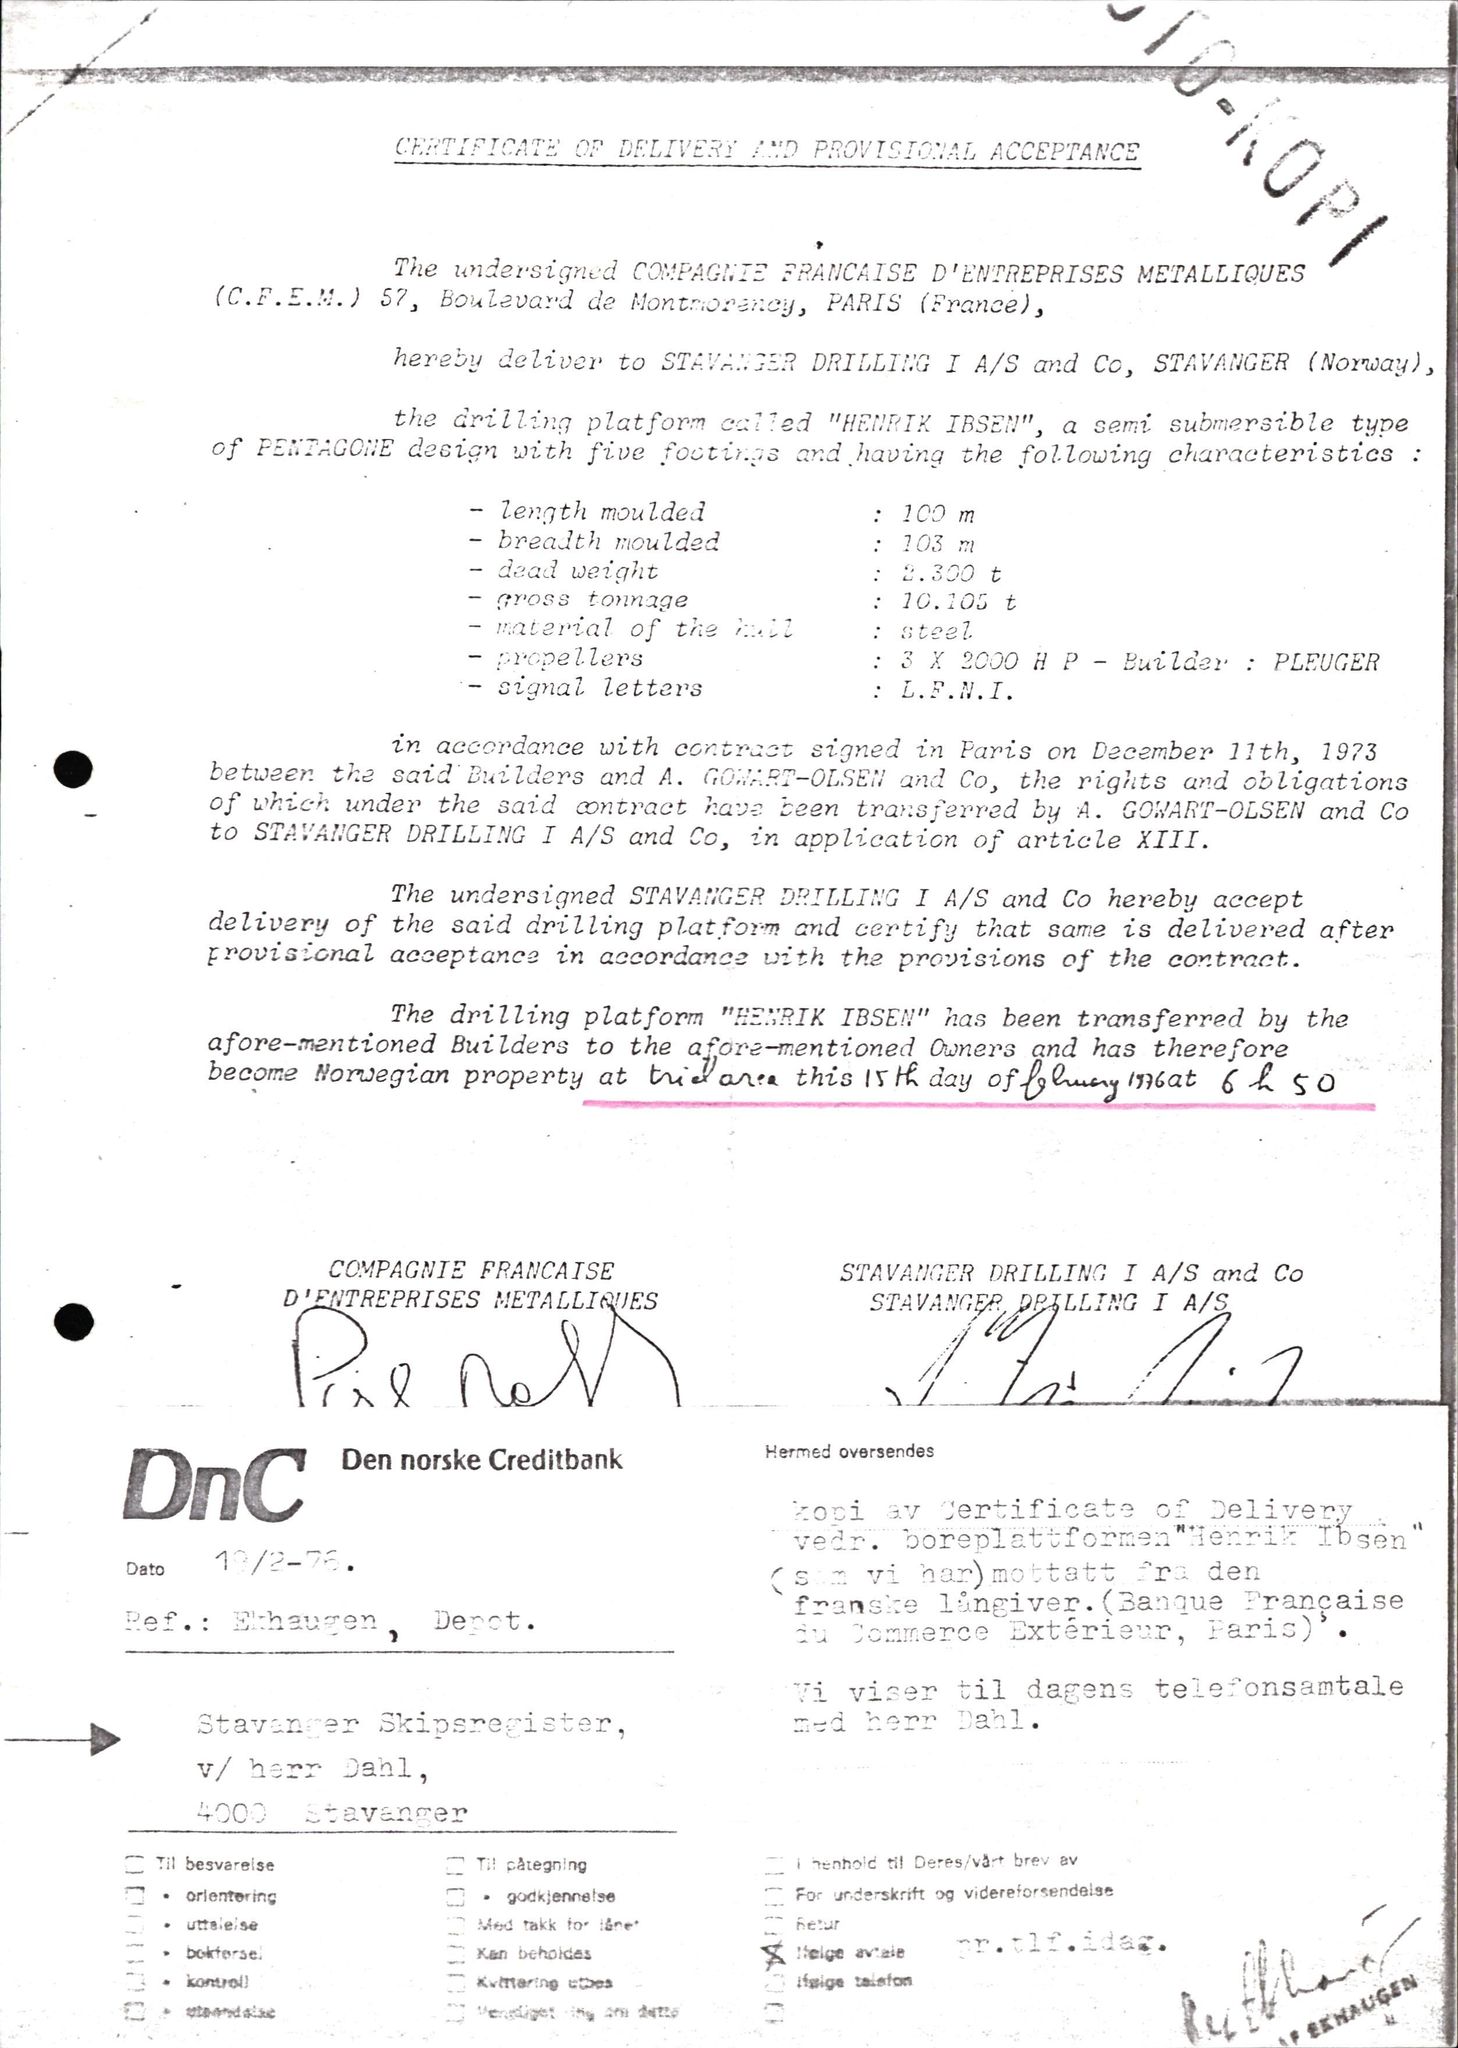 FOTO-KOPI
CERTIFICATE OF DELIVERY AND PROVISIONAL ACCEPTANCE
The undersigned COMPAGNIE FRANCAISE D'ENTREPRISES METALLIQUES
(C.F.E.M.) 57, Boulevard de Montmorency, PARIS (France),
hereby deliver to STAVANGER DRILLING I A/S and Co, STAVANGER (Norway),
the drilling platform called "HENRIK IBSEN", a semi submersible type
of PENTAGONE design with five footings and having the following characteristics :
- length moulded : 100 m
- breadth moulded : 103 m
- dead weight : 2.300 t
- gross tonnage : 10.105 t
- material of the hull : steel
- propellers : 3 X 2000 H P - Builder : PLEUGER
- signal letters : L.F.N.I.
in accordance with contract signed in Paris on December 11th, 1973
between the said Builders and A. GOWART-OLSEN and Co, the rights and obligations
of which under the said contract have been transferred by A. GOWART-OLSEN and Co
to STAVANGER DRILLING I A/S and Co, in application of article XIII.
The undersigned STAVANGER DRILLING I A/S and Co hereby accept
delivery of the said drilling platform and certify that same is delivered after
provisional acceptance in accordance with the provisions of the contract.
The drilling platform "HENRIK IBSEN" has been transferred by the
afore-mentioned Builders to the afore-mentioned Owners and has therefore
become Norwegian property at trial area this 15th day of february 1976 at 6 h 50
COMPAGNIE FRANCAISE
D'ENTREPRISES METALLIQUES
STAVANGER DRILLING I A/S and Co
STAVANGER DRILLING I A/S
DnC Den norske Creditbank
Dato 19/2-76.
Ref.: Ekhaugen, Depot.
Stavanger Skipsregister,
v/ herr Dahl,
4000 Stavanger
Hermed oversendes
kopi av Certificate of Delivery
vedr. boreplattformen "Henrik Ibsen"
(som vi har) mottatt fra den
franske långiver. (Banque Française
du Commerce Extérieur, Paris).
Vi viser til dagens telefonsamtale
med herr Dahl.
Til besvarelse
• orientering
• uttalelse
• bokførsel
• kontroll
• utsendelse
Til påtegning
• godkjennelse
Med takk for lånet
Kan beholdes
Kvittering utbes
Vennligst ring om dette
I henhold til Deres/vårt brev av
For underskrift og videreforsendelse
Retur
Ifølge avtale pr.tlf.idag.
Ifølge telefon
EKHAUGEN